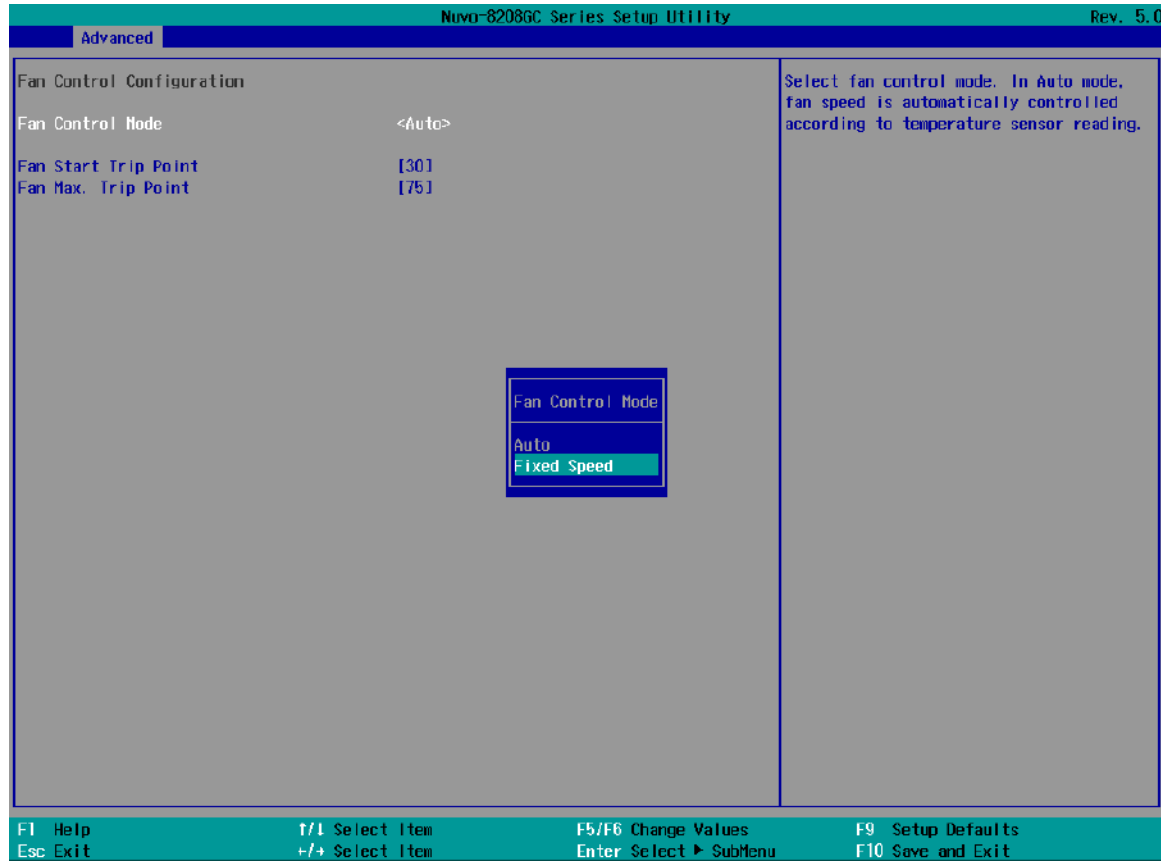 Nuvo-8208GC Series Setup Utility Rev. 5.0
Advanced
Fan Control Configuration
Fan Control Mode <Auto>
Fan Start Trip Point [30]
Fan Max. Trip Point [75]
Select fan control mode. In Auto mode,
fan speed is automatically controlled
according to temperature sensor reading.
Fan Control Mode
Auto
Fixed Speed
F1 Help ↑/↓ Select Item F5/F6 Change Values F9 Setup Defaults
Esc Exit ←/→ Select Item Enter Select ▶ SubMenu F10 Save and Exit